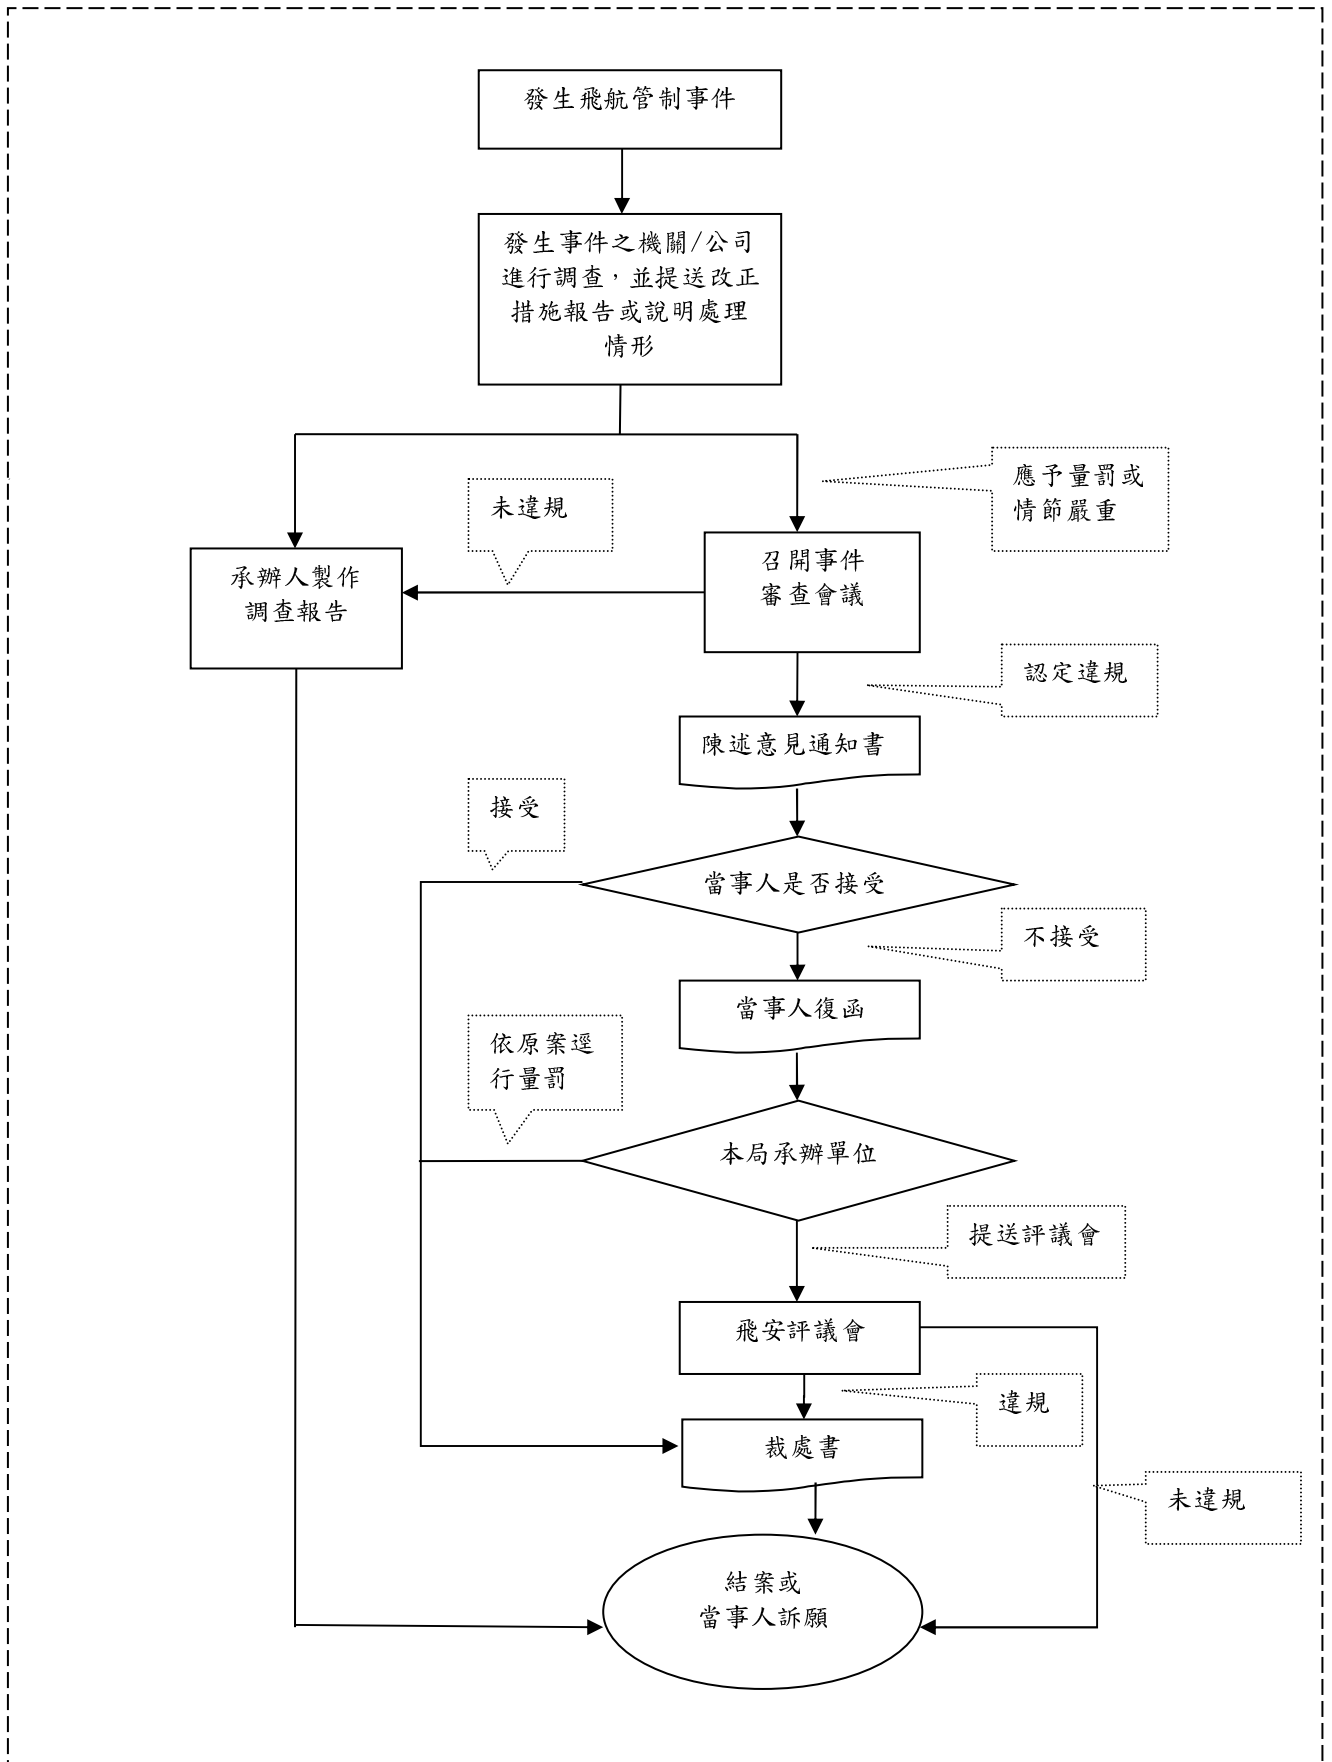 發生飛航管制事件
發生事件之機關/公司
進行調查，並提送改正
措施報告或說明處理
情形
應予量罰或
情節嚴重
未違規
召開事件
審查會議
承辦人製作
調查報告
認定違規
陳述意見通知書
接受
當事人是否接受
不接受
當事人復函
依原案逕
行量罰
本局承辦單位
提送評議會
飛安評議會
違規
裁處書
未違規
結案或
當事人訴願